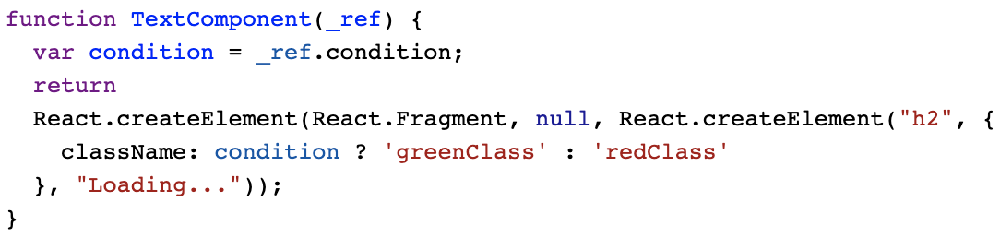 function TextComponent(_ref) {
  var condition = _ref.condition;
  return
  React.createElement(React.Fragment, null, React.createElement("h2", {
    className: condition ? 'greenClass' : 'redClass'
  }, "Loading..."));
}